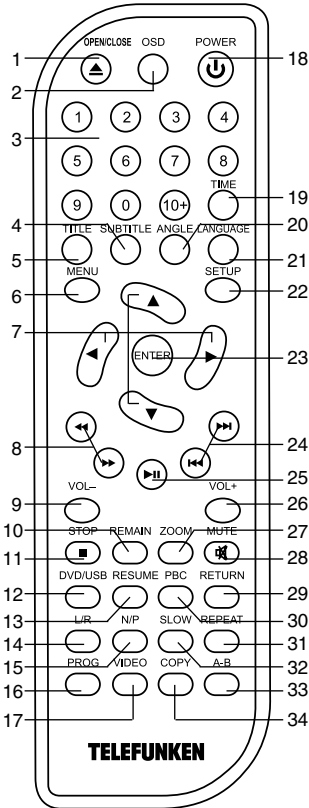 OPEN/CLOSE OSD POWER
1 18
2
1 2 3 4
3
5 6 7 8
TIME
19
9 0 10+
4 20
TITLE SUBTITLE ANGLE LANGUAGE
5 21
MENU SETUP
6 22
7
ENTER 23
8 24
25
VOL– VOL+
9 26
10 27
STOP REMAIN ZOOM MUTE
11 28
DVD/USB RESUME PBC RETURN
12 29
13 30
L/R N/P SLOW REPEAT
14 31
15 32
PROG VIDEO COPY A-B
16 33
17 34
TELEFUNKEN